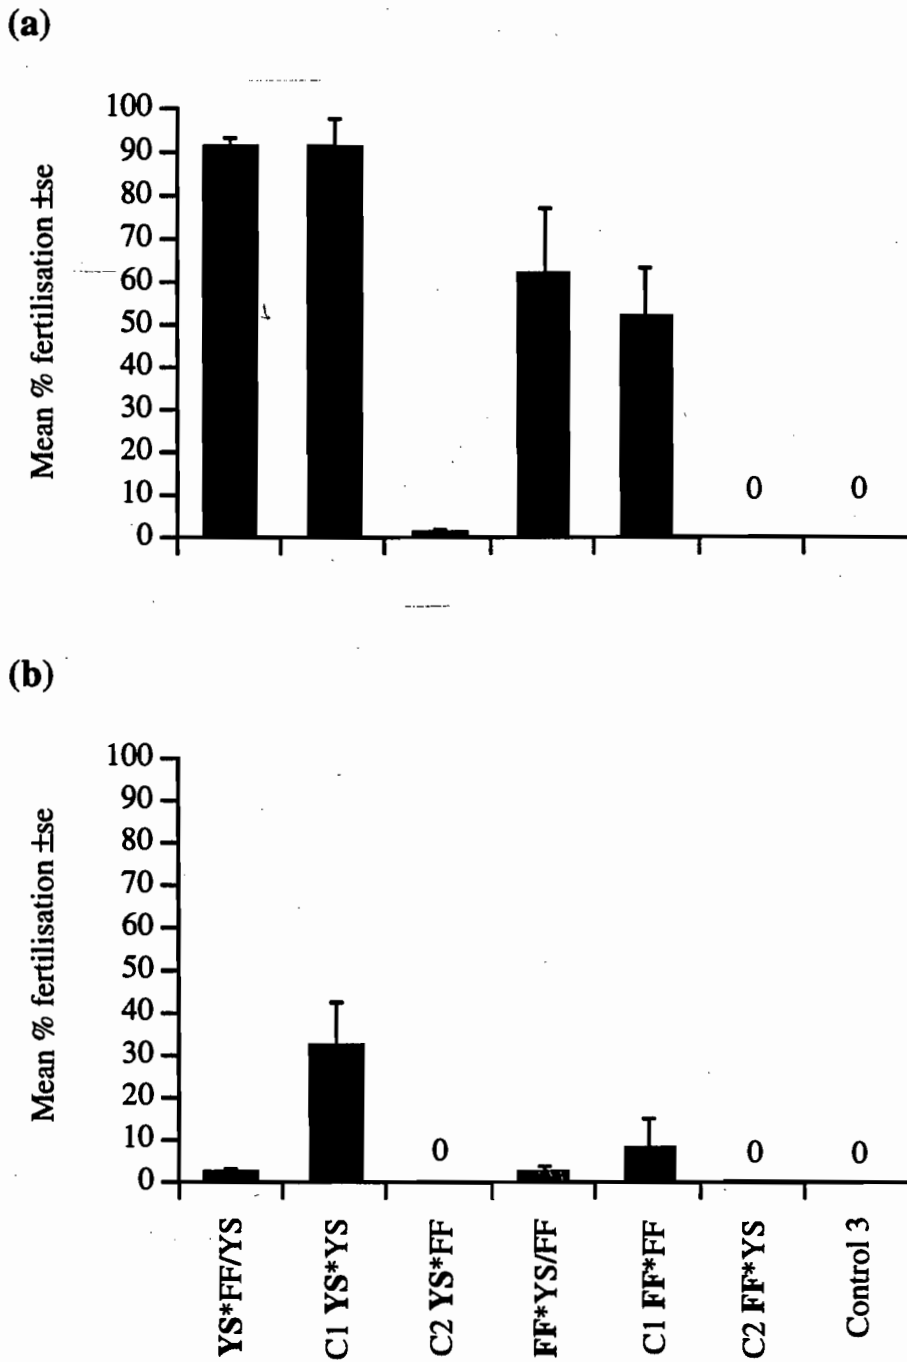 (a)
Mean % fertilisation ±se
100
90
80
70
60
50
40
30
20
10
0
0
0
(b)
Mean % fertilisation ±se
100
90
80
70
60
50
40
30
20
10
0
0
0
0
YS*FF/YS
C1 YS*YS
C2 YS*FF
FF*YS/FF
C1 FF*FF
C2 FF*YS
Control 3